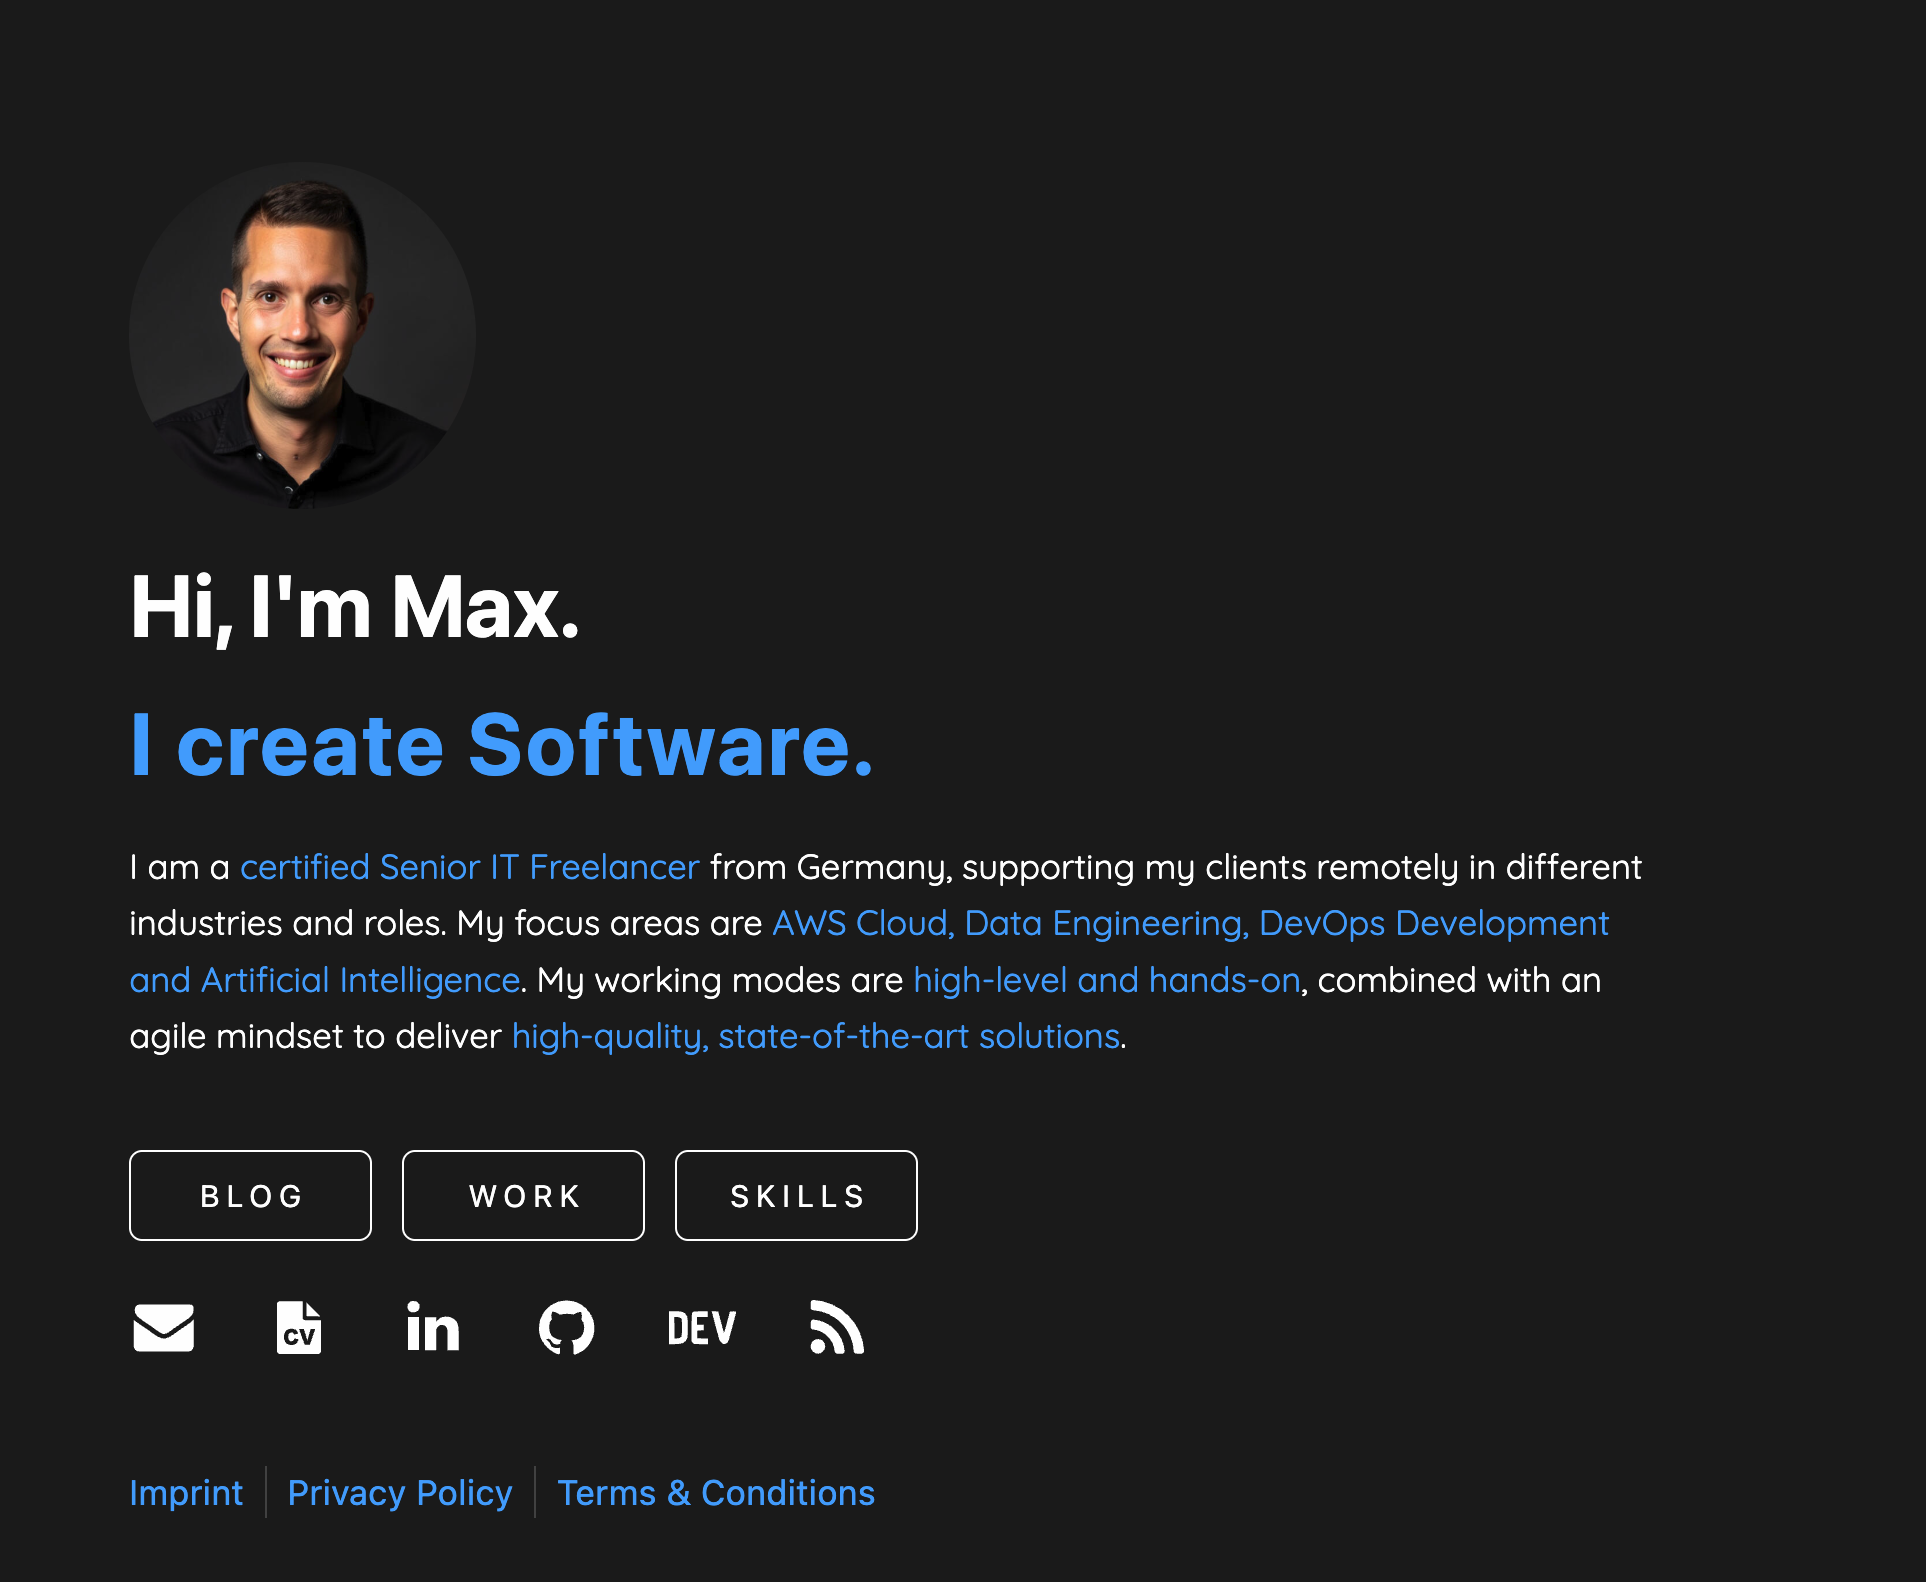 Hi, I'm Max.
I create Software.
I am a certified Senior IT Freelancer from Germany, supporting my clients remotely in different
industries and roles. My focus areas are AWS Cloud, Data Engineering, DevOps Development
and Artificial Intelligence. My working modes are high-level and hands-on, combined with an
agile mindset to deliver high-quality, state-of-the-art solutions.
BLOG WORK SKILLS
CV in DEV
Imprint Privacy Policy Terms & Conditions